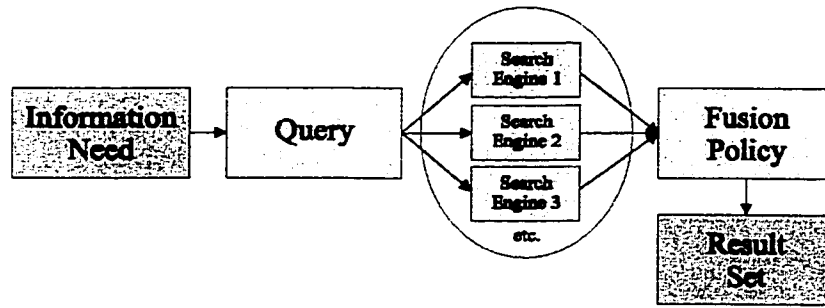 Information
Need
Query
Search
Engine 1
Search
Engine 2
Search
Engine 3
etc.
Fusion
Policy
Result
Set